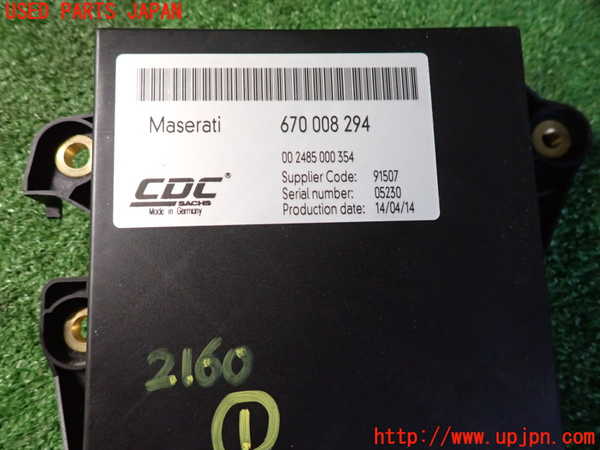 USED PARTS JAPAN
Maserati 670 008 294
00 2485 000 354
CDC®
SACHS
Made in Germany
Supplier Code: 91507
Serial number: 05230
Production date: 14/04/14
2160
1
http://www.upjpn.com/